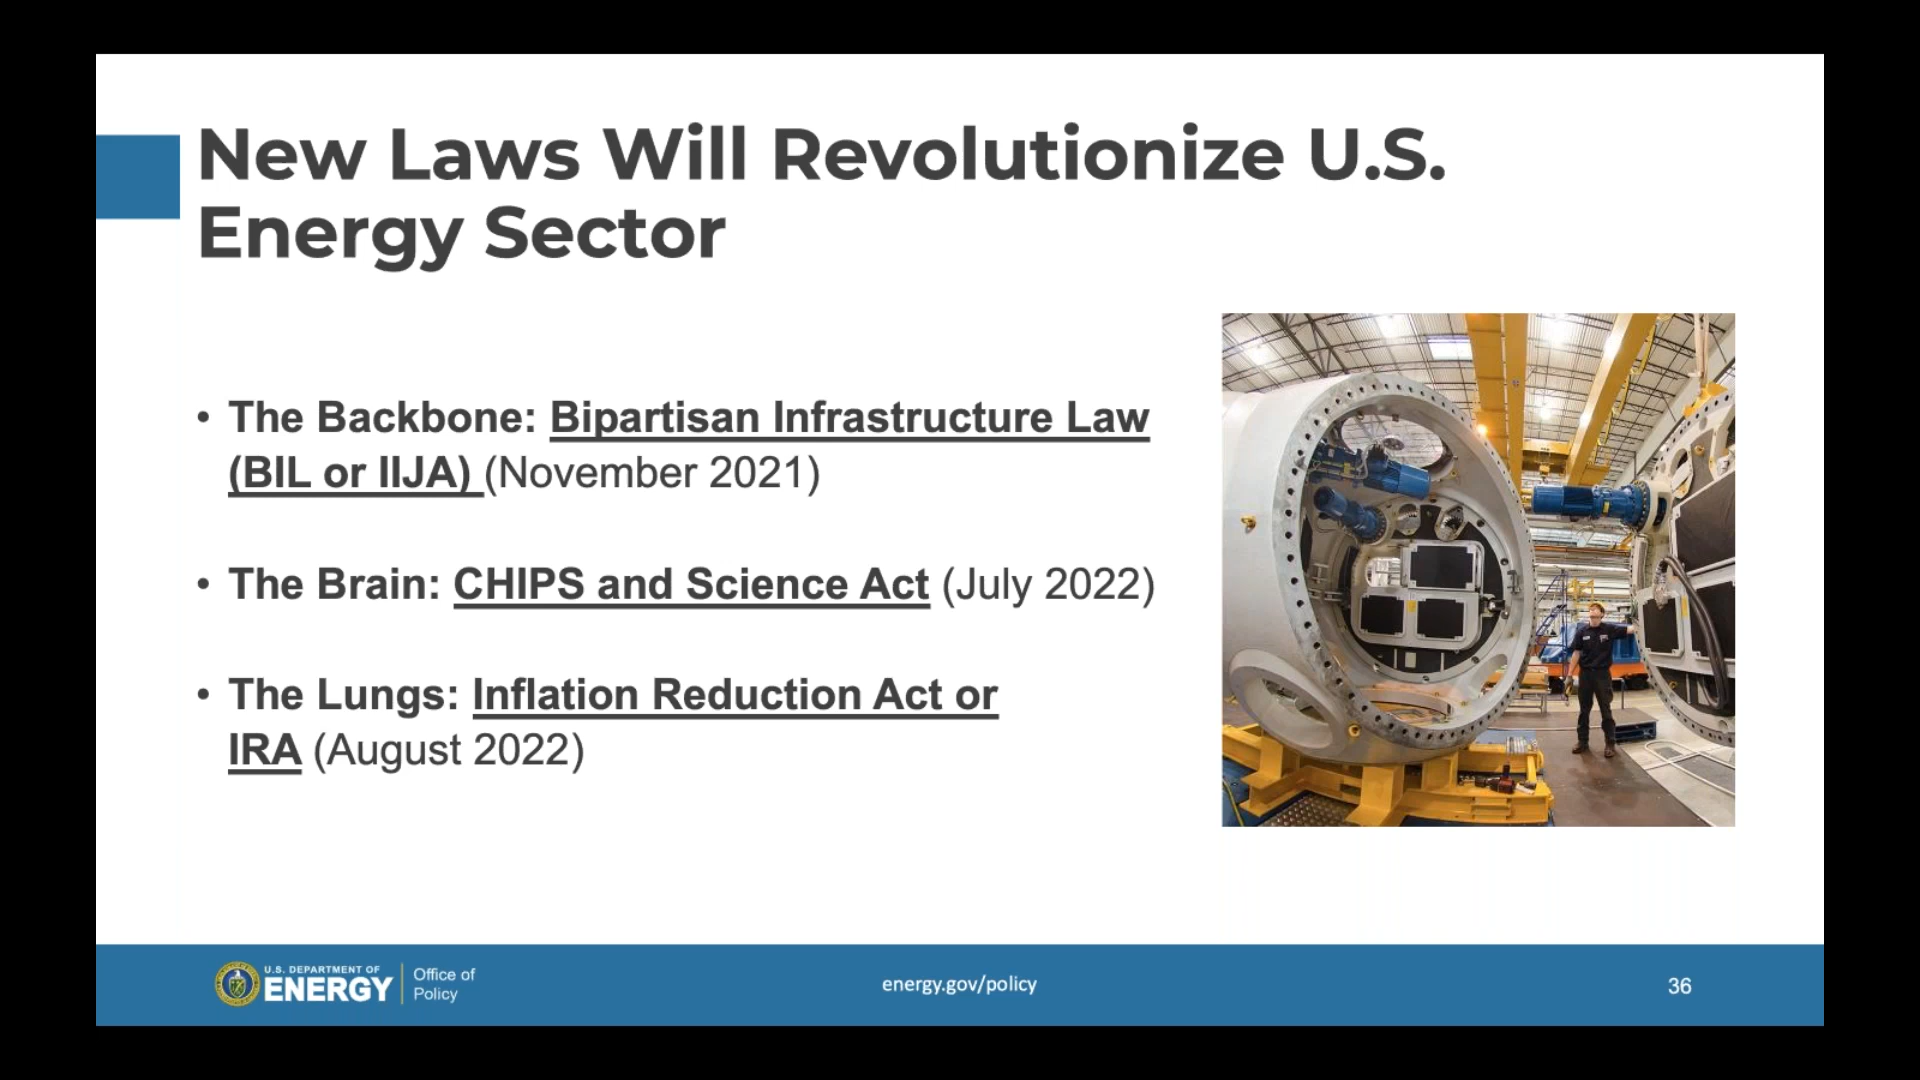 New Laws Will Revolutionize U.S.
Energy Sector
• The Backbone: Bipartisan Infrastructure Law
(BIL or IIJA) (November 2021)
• The Brain: CHIPS and Science Act (July 2022)
• The Lungs: Inflation Reduction Act or
IRA (August 2022)
U.S. DEPARTMENT OF
ENERGY
Office of
Policy
energy.gov/policy
36